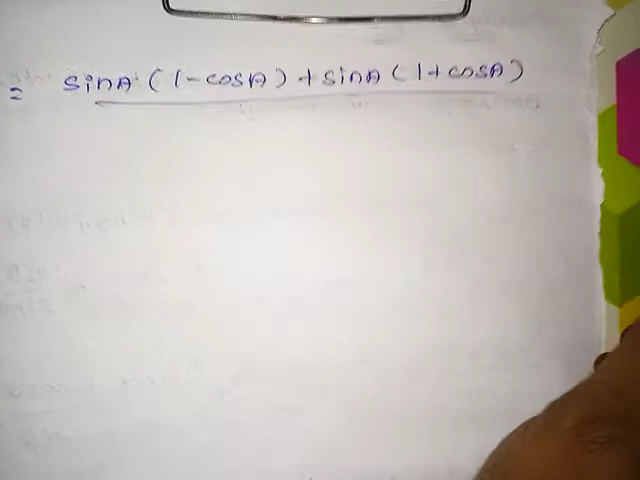 = sinA (1-cosA) + sinA (1+cosA)